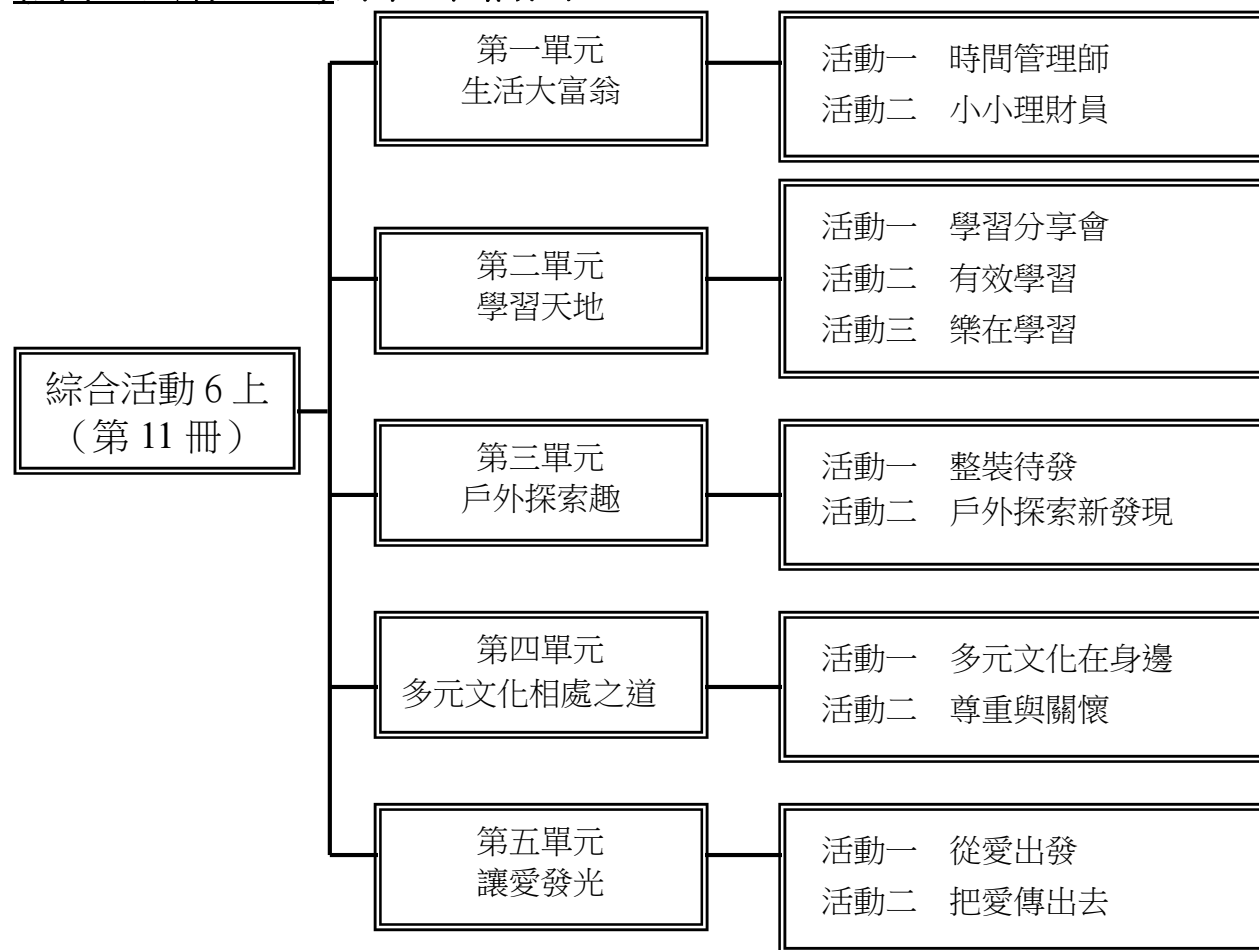 綜合活動 6 上
（第 11 冊）
第一單元
生活大富翁
活動一　時間管理師
活動二　小小理財員
第二單元
學習天地
活動一　學習分享會
活動二　有效學習
活動三　樂在學習
第三單元
戶外探索趣
活動一　整裝待發
活動二　戶外探索新發現
第四單元
多元文化相處之道
活動一　多元文化在身邊
活動二　尊重與關懷
第五單元
讓愛發光
活動一　從愛出發
活動二　把愛傳出去